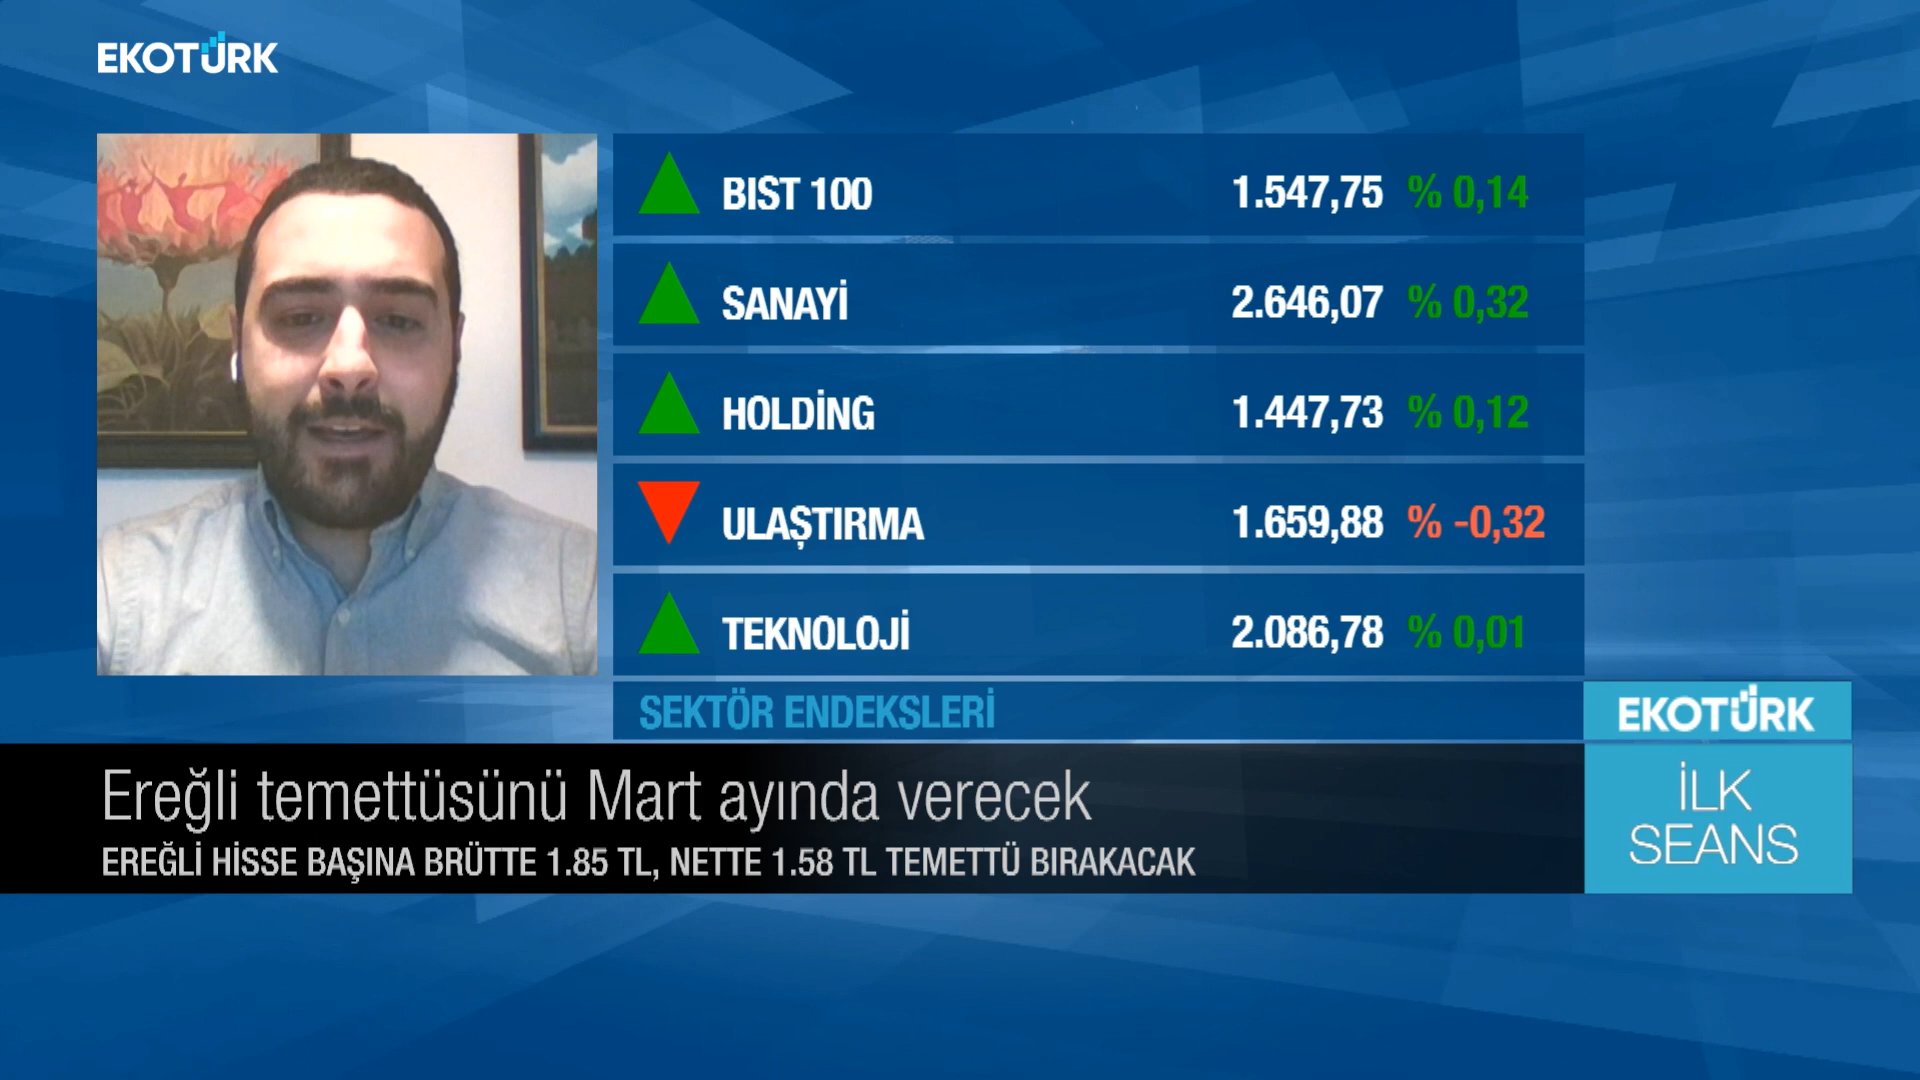 EKOTÜRK
BIST 100 1.547,75 % 0,14
SANAYİ 2.646,07 % 0,32
HOLDİNG 1.447,73 % 0,12
ULAŞTIRMA 1.659,88 % -0,32
TEKNOLOJİ 2.086,78 % 0,01
SEKTÖR ENDEKSLERİ
EKOTÜRK
Ereğli temettüsünü Mart ayında verecek
EREĞLİ HİSSE BAŞINA BRÜTTE 1.85 TL, NETTE 1.58 TL TEMETTÜ BIRAKACAK
İLK
SEANS